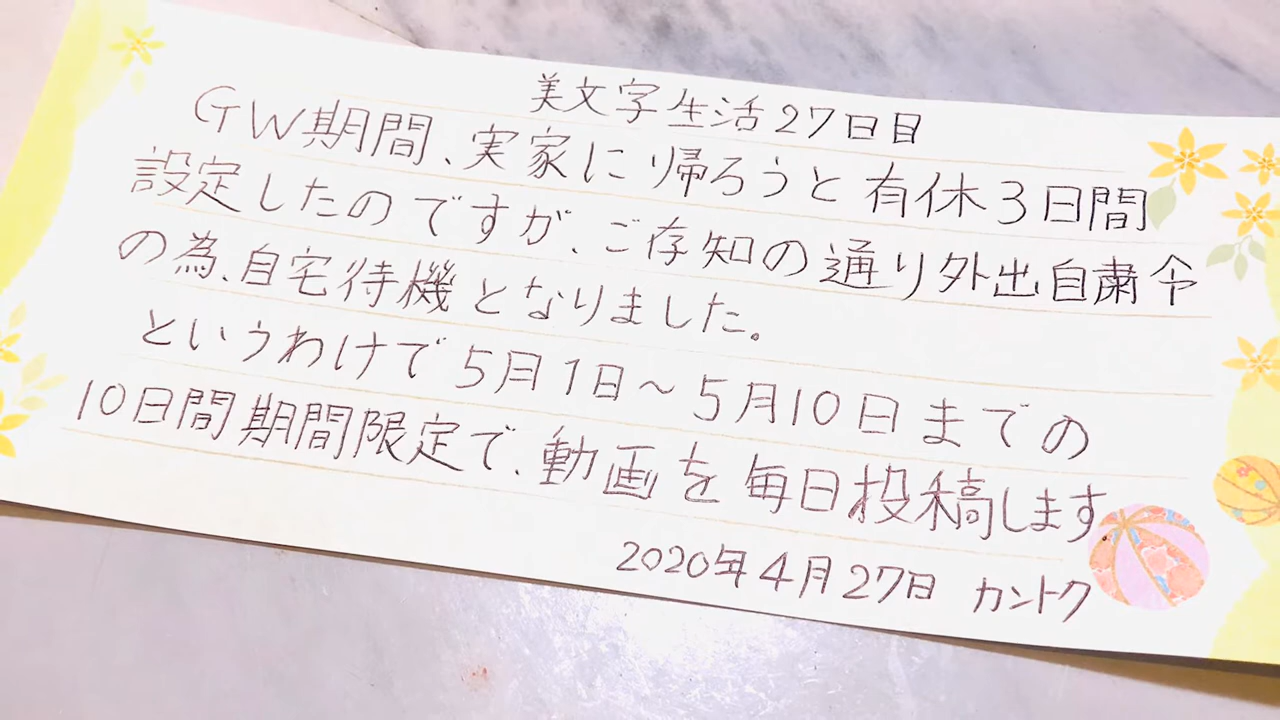 美文字生活27日目
GW期間、実家に帰ろうと有休3日間
設定したのですが、ご存知の通り外出自粛令
の為、自宅待機となりました。
というわけで5月1日〜5月10日までの
10日間期間限定で、動画を毎日投稿します
2020年4月27日 カントク